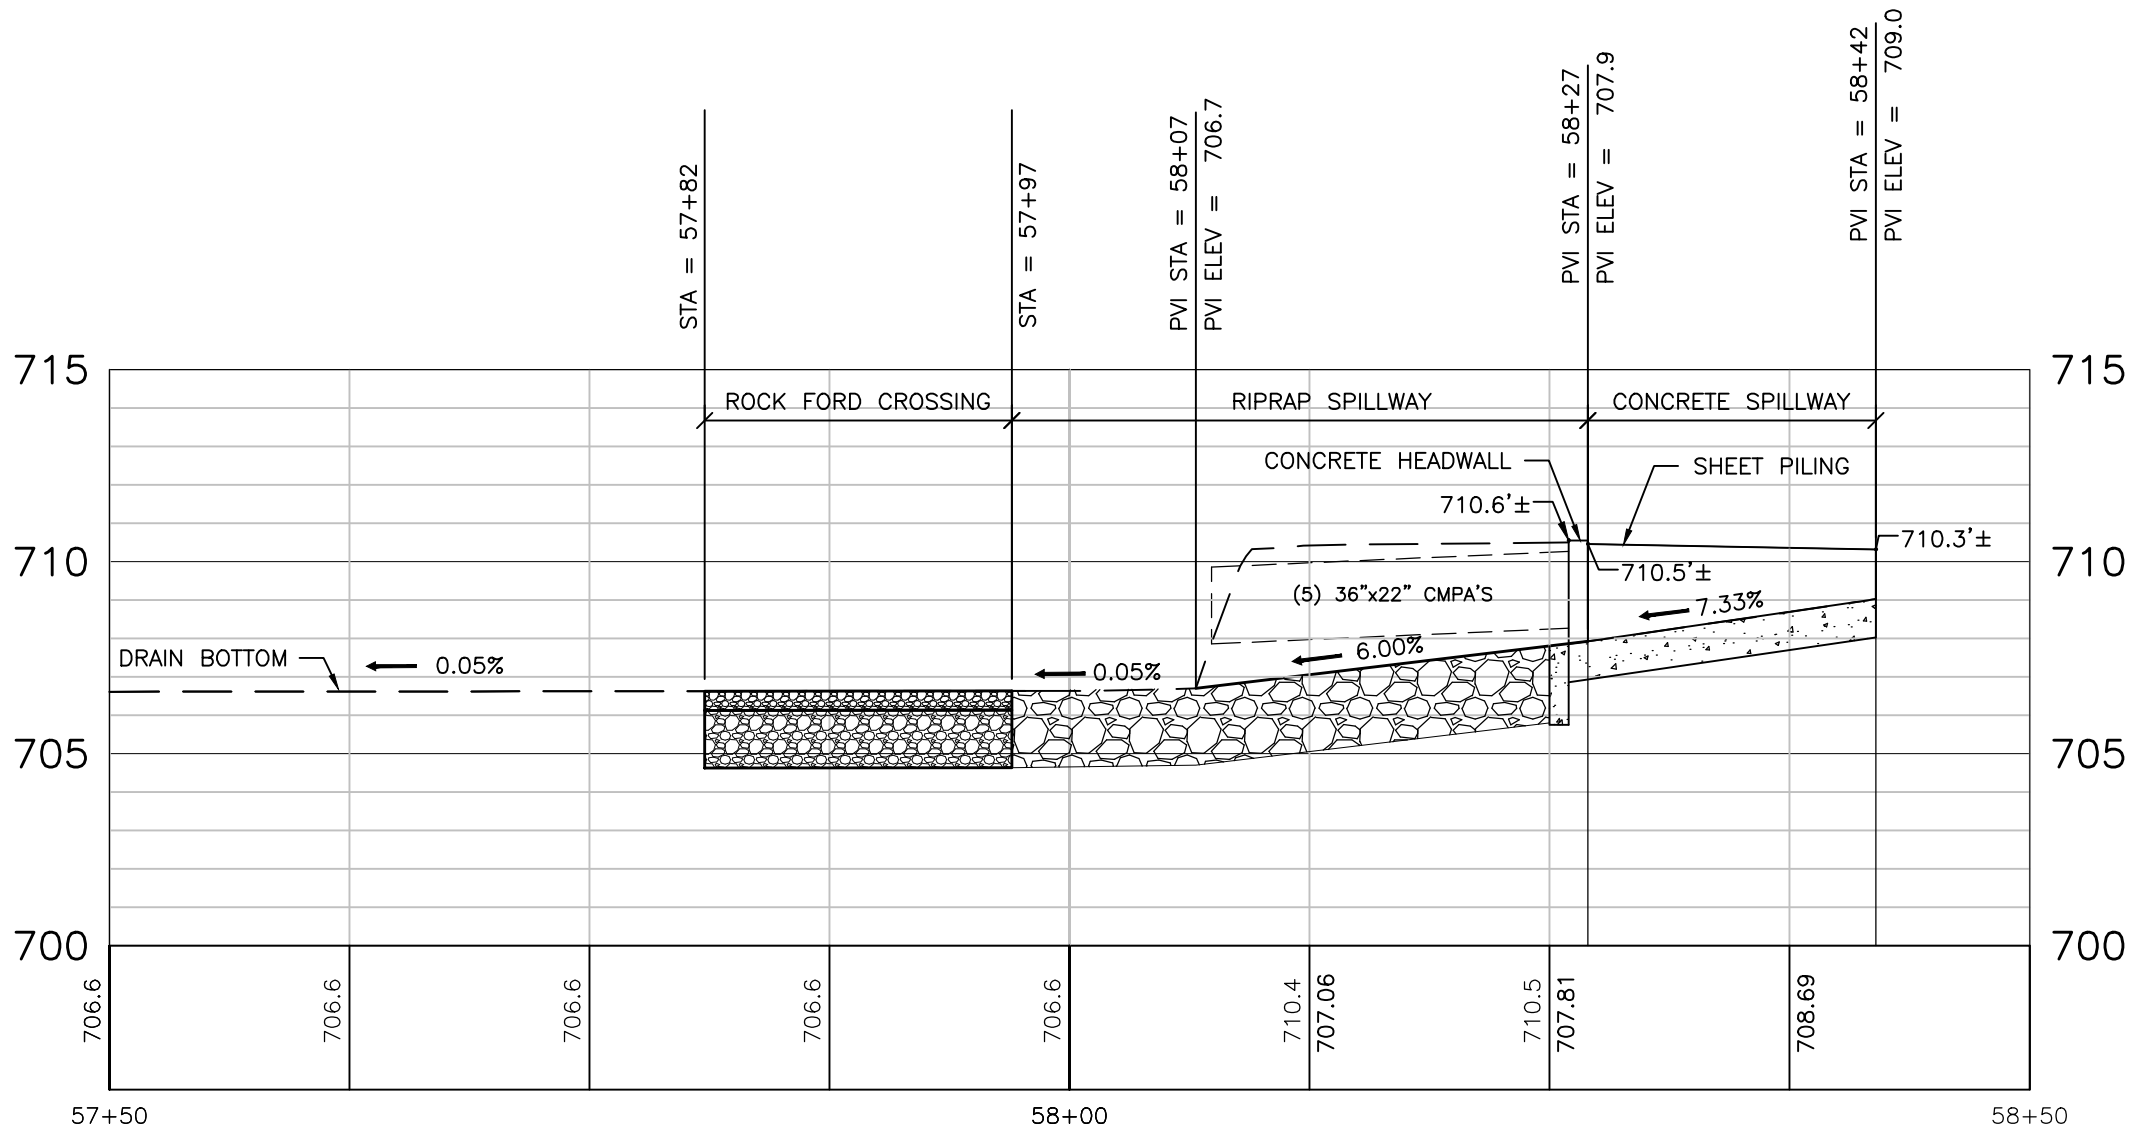 STA = 57+82
STA = 57+97
PVI STA = 58+07
PVI ELEV = 706.7
PVI STA = 58+27
PVI ELEV = 707.9
PVI STA = 58+42
PVI ELEV = 709.0
715
715
ROCK FORD CROSSING
RIPRAP SPILLWAY
CONCRETE SPILLWAY
CONCRETE HEADWALL
SHEET PILING
710.6'±
710.3'±
710
710
710.5'±
(5) 36"x22" CMPA'S
7.33%
6.00%
DRAIN BOTTOM
0.05%
0.05%
705
705
700
700
706.6
706.6
706.6
706.6
706.6
710.4
707.06
710.5
707.81
708.69
57+50
58+00
58+50